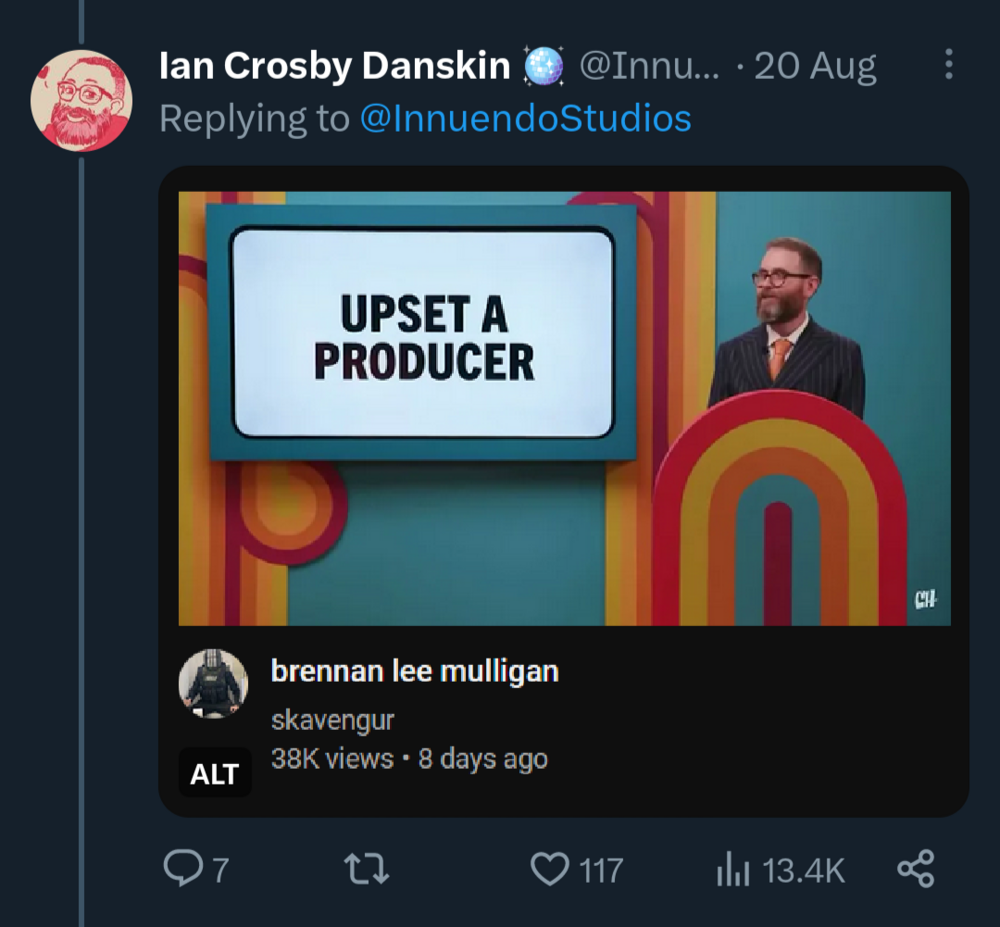 Ian Crosby Danskin 🪩 @Innu... · 20 Aug
Replying to @InnuendoStudios
UPSET A
PRODUCER
CH
brennan lee mulligan
skavengur
38K views • 8 days ago
ALT
7
117
13.4K